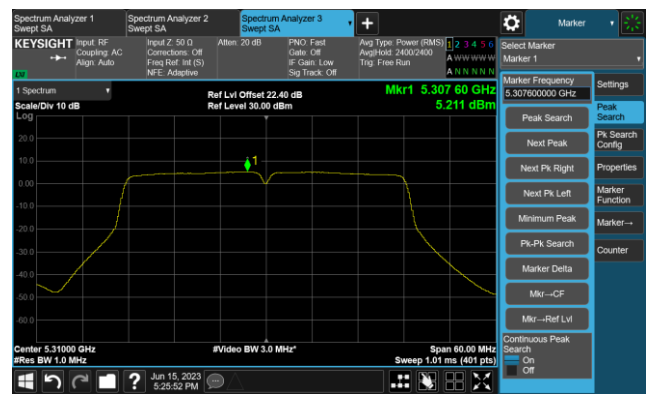 Spectrum Analyzer 1
Swept SA
Spectrum Analyzer 2
Swept SA
Spectrum Analyzer 3
Swept SA
Marker
KEYSIGHT
Input: RF
Coupling: AC
Align: Auto
Input Z: 50 Ω
Corrections: Off
Freq Ref: Int (S)
NFE: Adaptive
Atten: 20 dB
PNO: Fast
Gate: Off
IF Gain: Low
Sig Track: Off
Avg Type: Power (RMS)
Avg|Hold: 2400/2400
Trig: Free Run
1 2 3 4 5 6
A W W W W W
A N N N N N
LXI
Select Marker
Marker 1
1 Spectrum
Scale/Div 10 dB
Log
Ref Lvl Offset 22.40 dB
Ref Level 30.00 dBm
Mkr1 5.307 60 GHz
5.211 dBm
20.0
10.0
0.00
-10.0
-20.0
-30.0
-40.0
-50.0
-60.0
1
Center 5.31000 GHz
#Res BW 1.0 MHz
#Video BW 3.0 MHz*
Span 60.00 MHz
Sweep 1.01 ms (401 pts)
Marker Frequency
5.307600000 GHz
Peak Search
Next Peak
Next Pk Right
Next Pk Left
Minimum Peak
Pk-Pk Search
Marker Delta
Mkr→CF
Mkr→Ref Lvl
Continuous Peak
Search
On
Off
Settings
Peak
Search
Pk Search
Config
Properties
Marker
Function
Marker→
Counter
?
Jun 15, 2023
5:25:52 PM